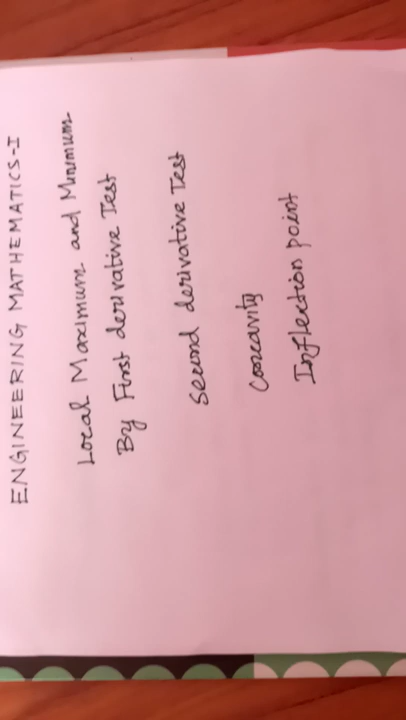 ENGINEERING MATHEMATICS-I
Local Maximum and Minimum
By First derivative Test
Second derivative Test
Concavity
Inflection point